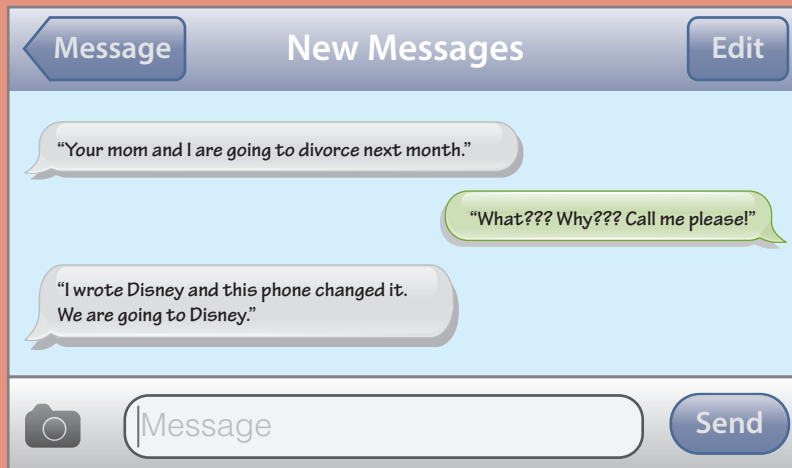 Message
New Messages
Edit
“Your mom and I are going to divorce next month.”
“What??? Why??? Call me please!”
“I wrote Disney and this phone changed it.
We are going to Disney.”
Message
Send